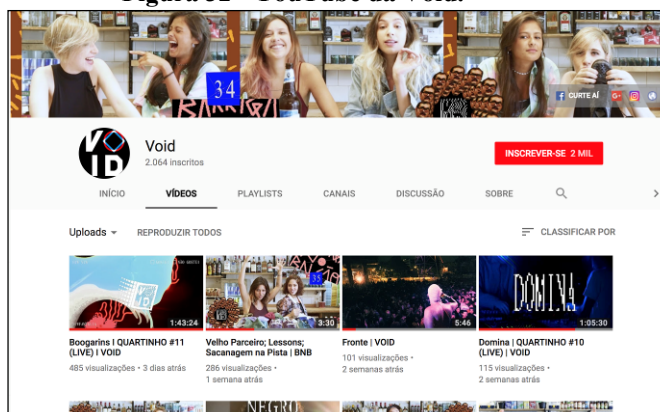 Figura 32 – YouTube da Void.
34
CURTE AÍ
VOID
Void
2.064 inscritos
INSCREVER-SE 2 MIL
INÍCIO VÍDEOS PLAYLISTS CANAIS DISCUSSÃO SOBRE
Uploads REPRODUZIR TODOS CLASSIFICAR POR
VOID
1:43:24
35
3:30
5:46
DOMINA
1:05:30
Boogarins I QUARTINHO #11 (LIVE) I VOID
485 visualizações • 3 dias atrás
Velho Parceiro; Lessons; Sacanagem na Pista | BNB
286 visualizações •
1 semana atrás
Fronte | VOID
101 visualizações •
2 semanas atrás
Domina | QUARTINHO #10 (LIVE) | VOID
115 visualizações •
2 semanas atrás
NEGRO